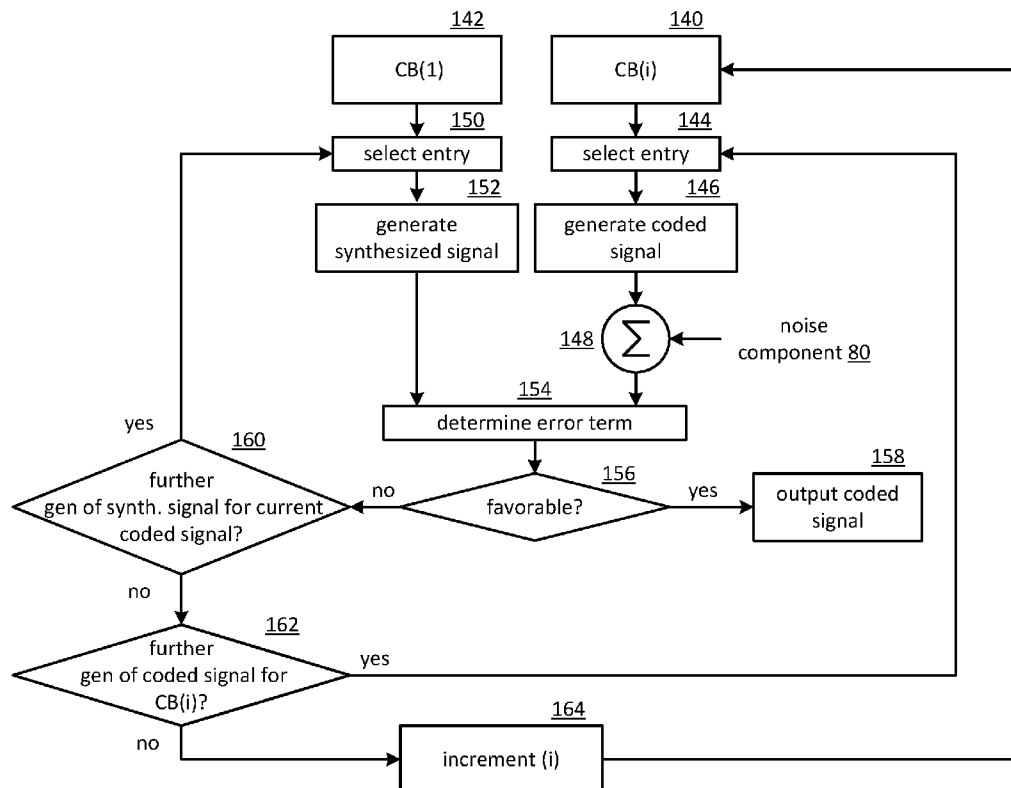 142
140
CB(1)
CB(i)
150
144
select entry
select entry
152
146
generate
synthesized signal
generate coded
signal
148
Σ
noise
component 80
154
determine error term
yes
160
further
gen of synth. signal for current
coded signal?
no
156
favorable?
yes
158
output coded
signal
no
162
further
gen of coded signal for
CB(i)?
yes
no
164
increment (i)